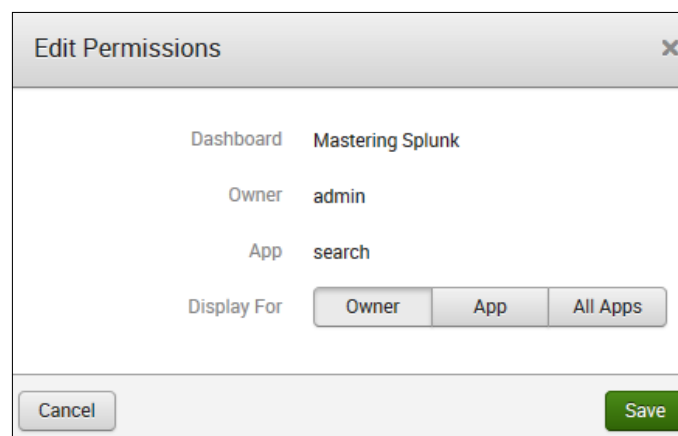 Edit Permissions
Dashboard Mastering Splunk
Owner admin
App search
Display For Owner App All Apps
Cancel Save